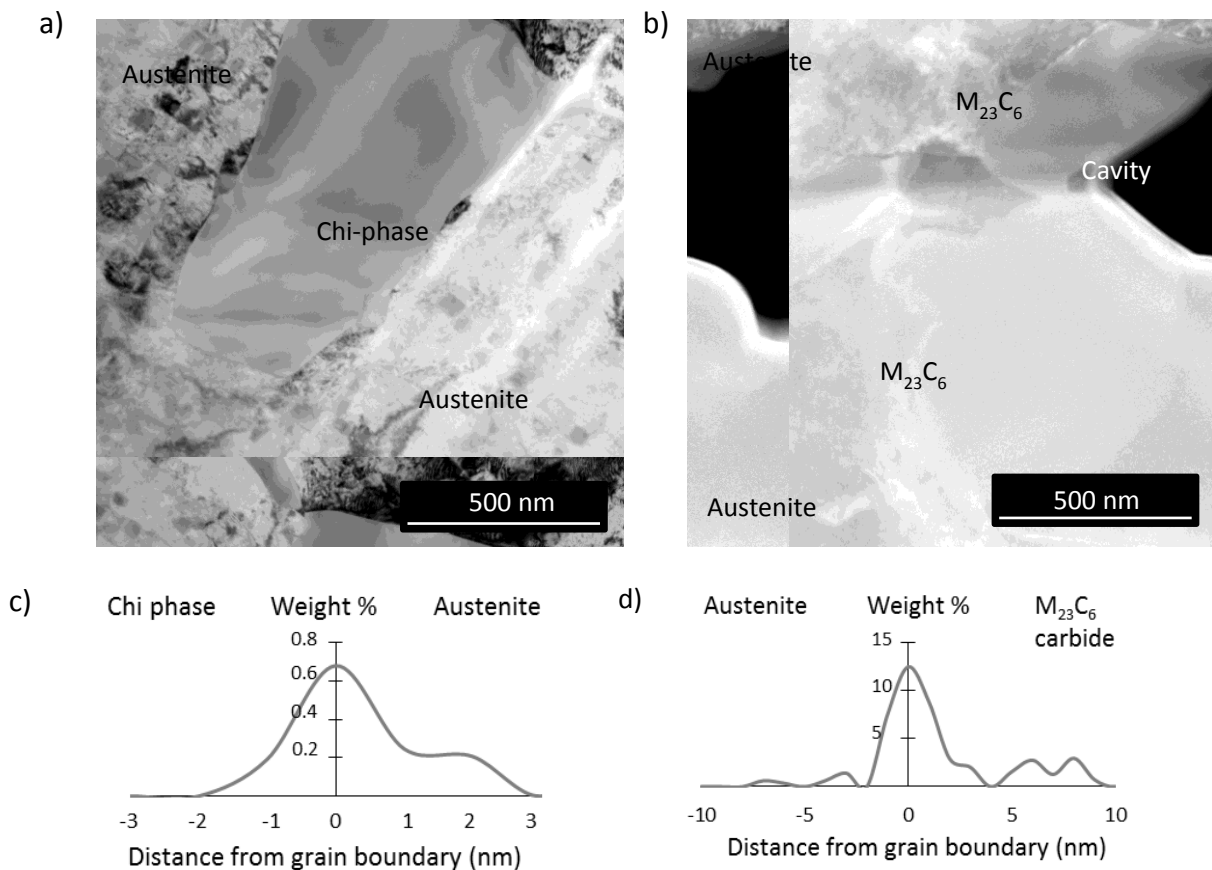 a)
Austenite
Chi-phase
Austenite
500 nm
b)
Austenite
M₂₃C₆
Cavity
M₂₃C₆
Austenite
500 nm
c)
Chi phase Weight % Austenite
0.8
0.6
0.4
0.2
-3 -2 -1 0 1 2 3
Distance from grain boundary (nm)
d)
Austenite Weight % M₂₃C₆
carbide
15
10
5
-10 -5 0 5 10
Distance from grain boundary (nm)